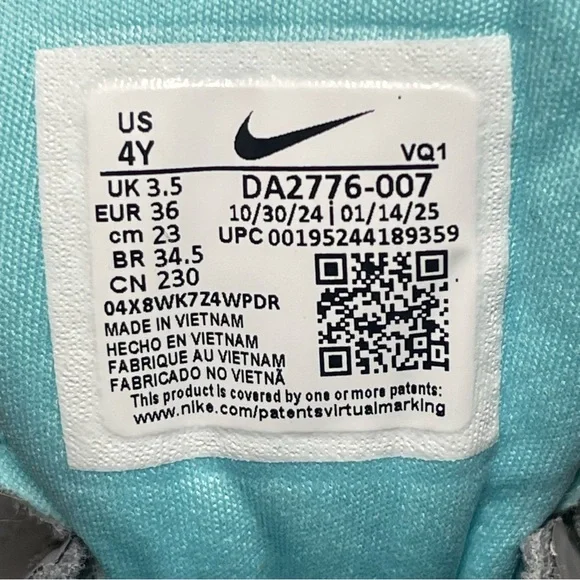 US
4Y
VQ1
UK 3.5
DA2776-007
EUR 36
10/30/24 | 01/14/25
cm 23
UPC 00195244189359
BR 34.5
CN 230
04X8WK7Z4WPDR
MADE IN VIETNAM
HECHO EN VIETNAM
FABRIQUE AU VIETNAM
FABRICADO NO VIETNÃ
This product is covered by one or more patents:
www.nike.com/patentsvirtualmarking